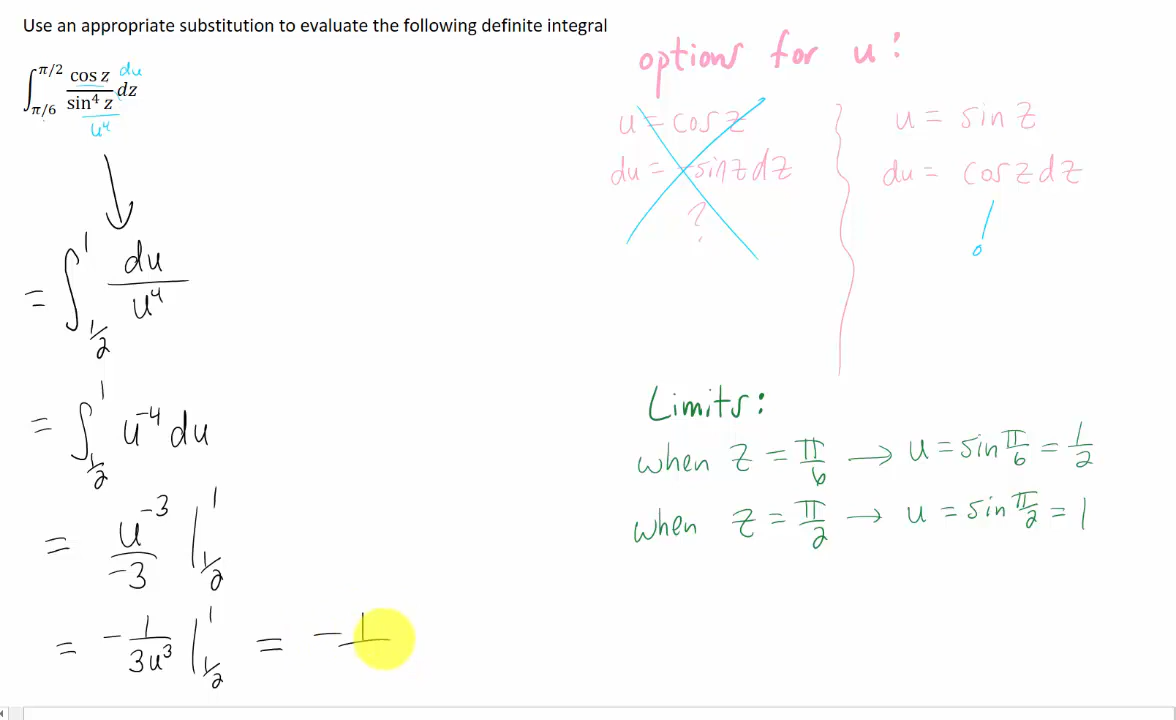 Use an appropriate substitution to evaluate the following definite integral
∫_{π/6}^{π/2} cos z / sin⁴ z dz
du
u⁴
= ∫_{1/2}^{1} du / u⁴
= ∫_{1/2}^{1} u⁻⁴ du
= u⁻³ / -3 |_{1/2}^{1}
= - 1 / 3u³ |_{1/2}^{1} = - 1
options for u:
u = cos z
du = -sin z dz
?
u = sin z
du = cos z dz
Limits:
when z = π/6 → u = sin π/6 = 1/2
when z = π/2 → u = sin π/2 = 1